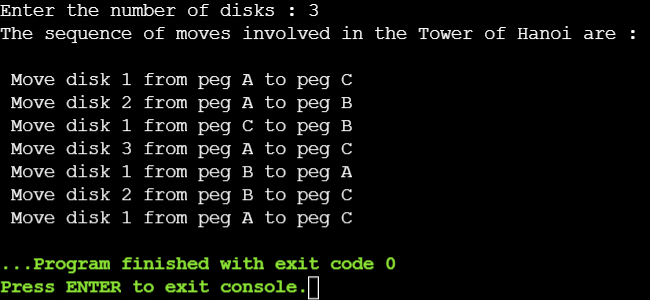 Enter the number of disks : 3
The sequence of moves involved in the Tower of Hanoi are :
Move disk 1 from peg A to peg C
Move disk 2 from peg A to peg B
Move disk 1 from peg C to peg B
Move disk 3 from peg A to peg C
Move disk 1 from peg B to peg A
Move disk 2 from peg B to peg C
Move disk 1 from peg A to peg C
...Program finished with exit code 0
Press ENTER to exit console.